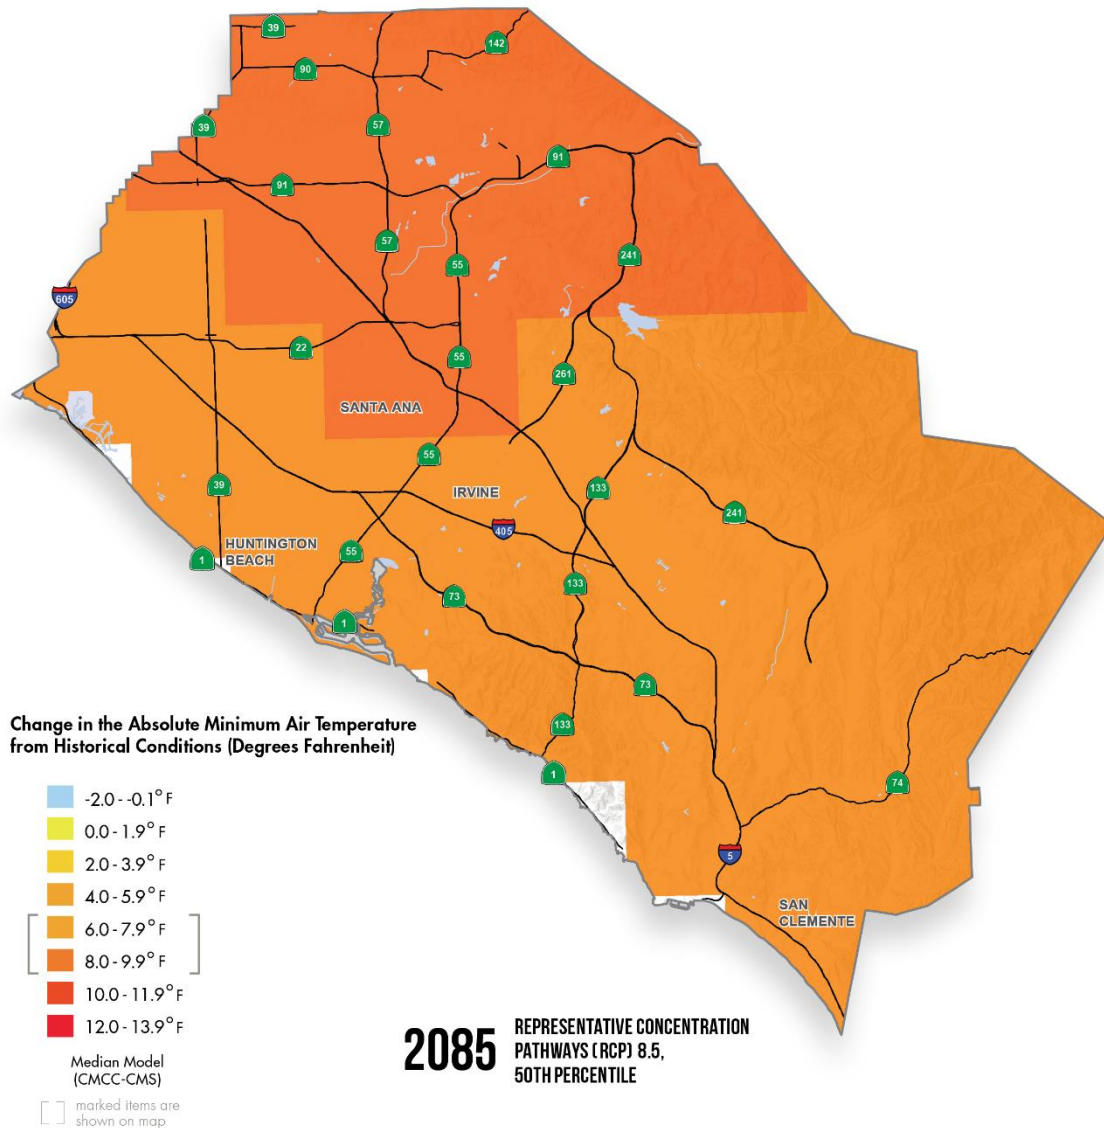 39
142
90
39
57
91
91
57
55
241
605
22
55
261
SANTA ANA
55
39
IRVINE
133
241
405
HUNTINGTON
BEACH
1
55
133
73
1
73
133
1
74
5
SAN
CLEMENTE
Change in the Absolute Minimum Air Temperature
from Historical Conditions (Degrees Fahrenheit)
-2.0 - -0.1° F
0.0 - 1.9° F
2.0 - 3.9° F
4.0 - 5.9° F
6.0 - 7.9° F
8.0 - 9.9° F
10.0 - 11.9° F
12.0 - 13.9° F
Median Model
(CMCC-CMS)
[ ] marked items are
shown on map
2085
REPRESENTATIVE CONCENTRATION
PATHWAYS (RCP) 8.5,
50TH PERCENTILE